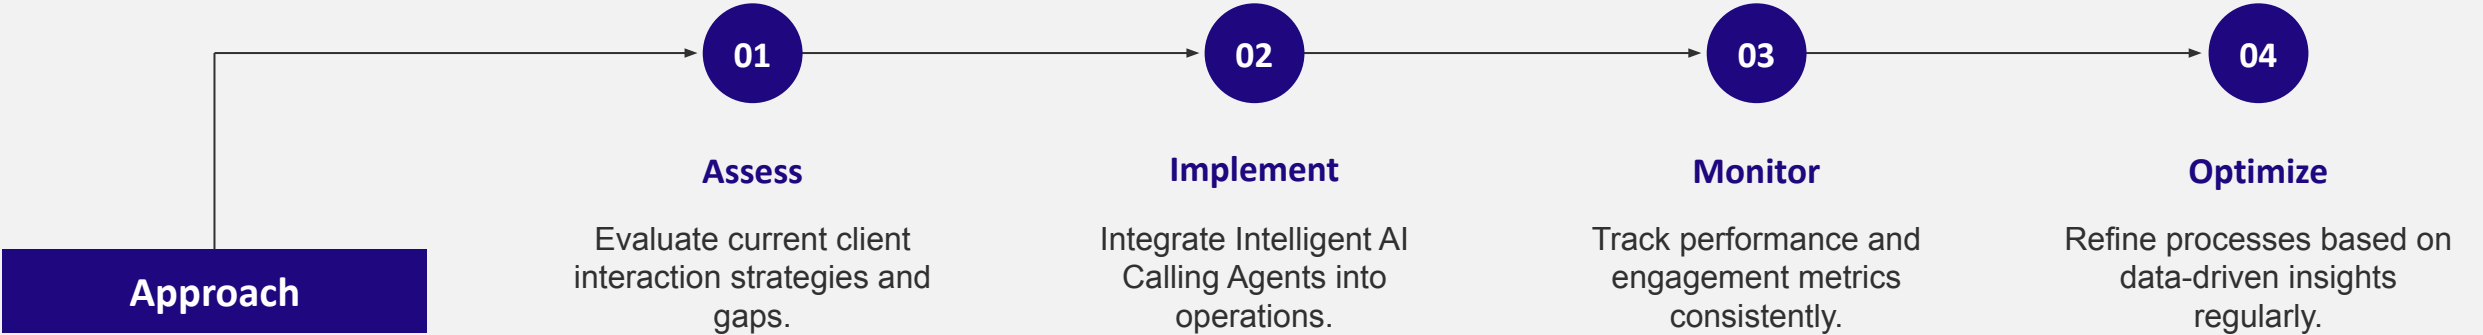 Approach
01
Assess
Evaluate current client
interaction strategies and
gaps.
02
Implement
Integrate Intelligent AI
Calling Agents into
operations.
03
Monitor
Track performance and
engagement metrics
consistently.
04
Optimize
Refine processes based on
data-driven insights
regularly.